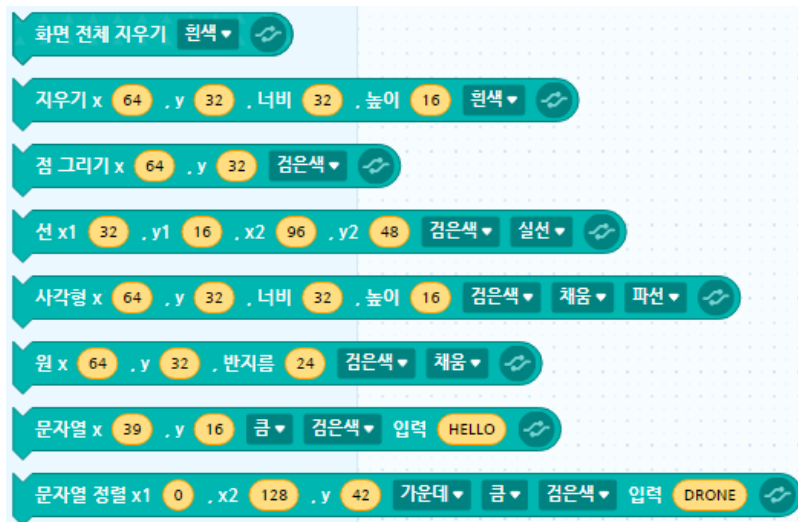 화면 전체 지우기 흰색
지우기 x 64 , y 32 , 너비 32 , 높이 16 흰색
점 그리기 x 64 , y 32 검은색
선 x1 32 , y1 16 , x2 96 , y2 48 검은색 실선
사각형 x 64 , y 32 , 너비 32 , 높이 16 검은색 채움 파선
원 x 64 , y 32 , 반지름 24 검은색 채움
문자열 x 39 , y 16 큼 검은색 입력 HELLO
문자열 정렬 x1 0 , x2 128 , y 42 가운데 큼 검은색 입력 DRONE